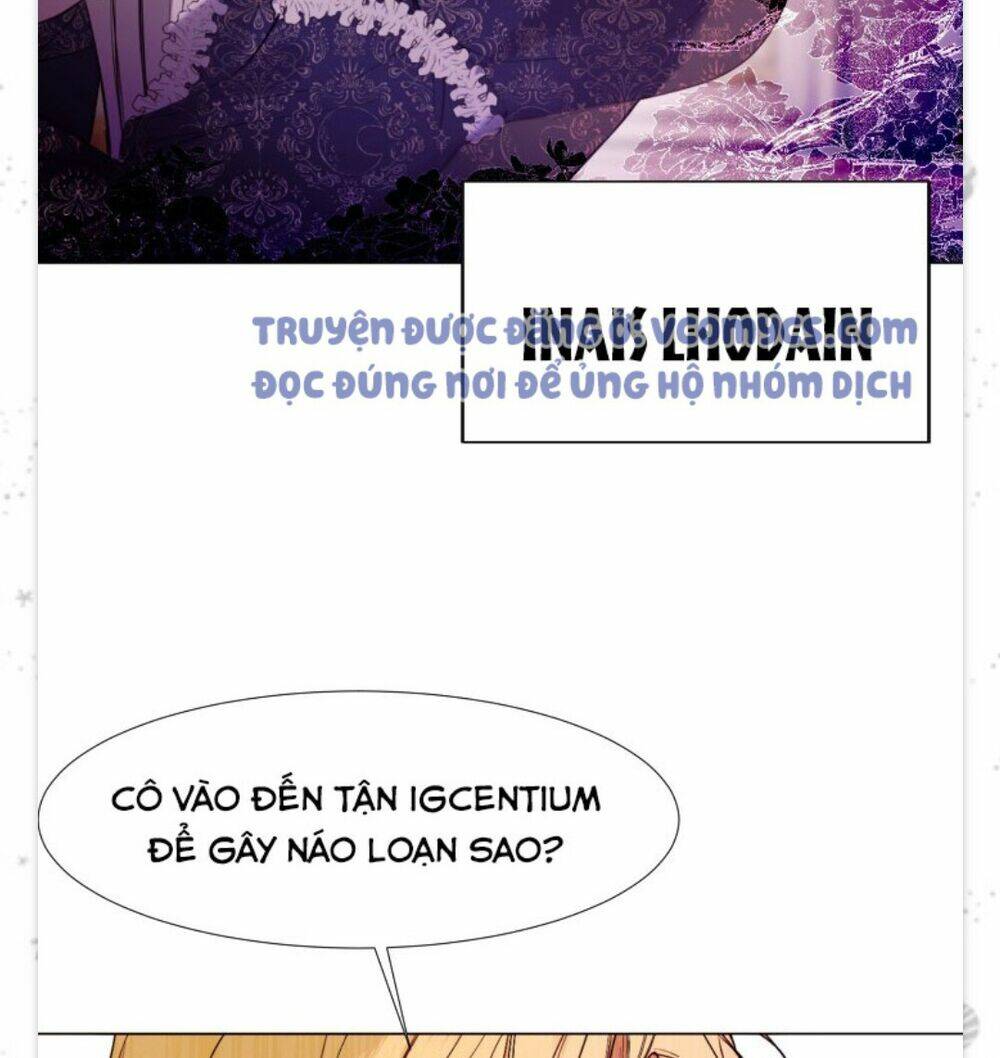 TRUYỆN ĐƯỢC ĐĂNG Ở VCOMYCS.COM
INAIS LHODAIN
ĐỌC ĐÚNG NƠI ĐỂ ỦNG HỘ NHÓM DỊCH
CÔ VÀO ĐẾN TẬN IGCENTIUM
ĐỂ GÂY NÁO LOẠN SAO?